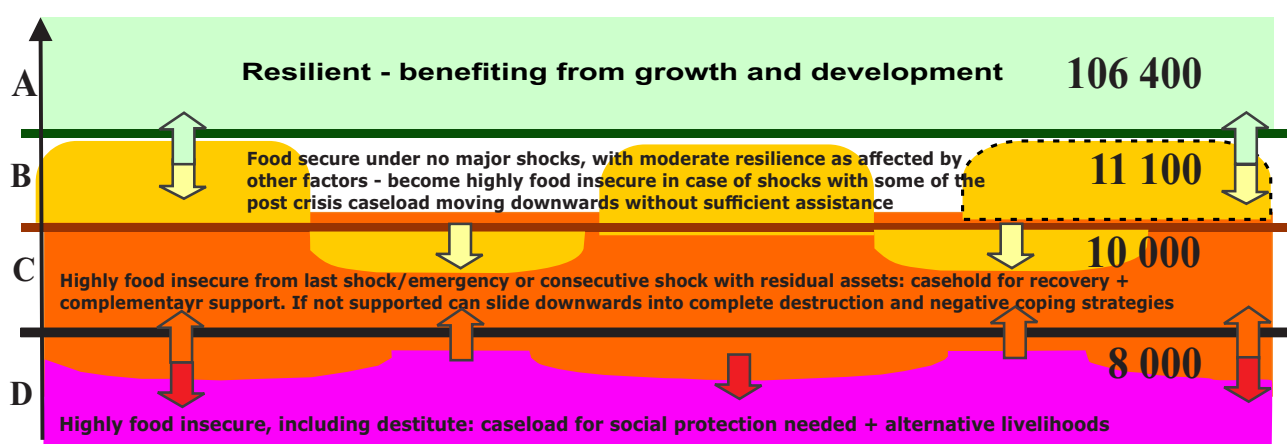 A
Resilient - benefiting from growth and development
106 400
B
Food secure under no major shocks, with moderate resilience as affected by
other factors - become highly food insecure in case of shocks with some of the
post crisis caseload moving downwards without sufficient assistance
11 100
C
10 000
Highly food insecure from last shock/emergency or consecutive shock with residual assets: casehold for recovery +
complementayr support. If not supported can slide downwards into complete destruction and negative coping strategies
8 000
D
Highly food insecure, including destitute: caseload for social protection needed + alternative livelihoods